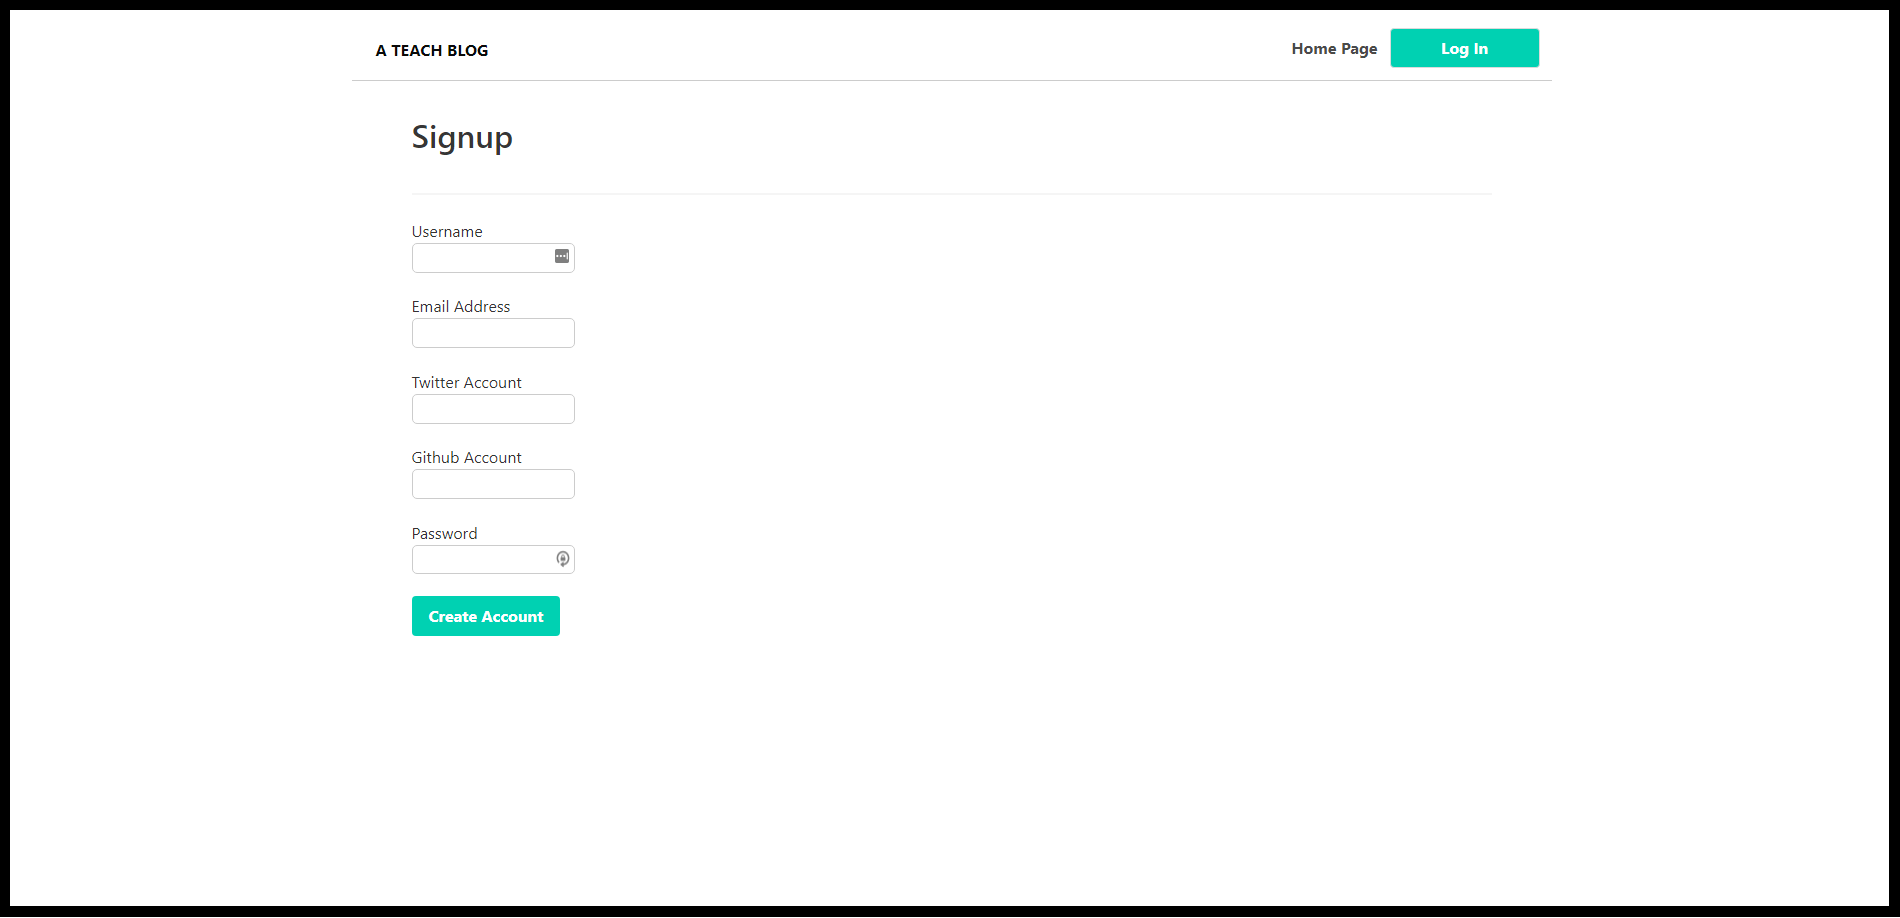 A TEACH BLOG
Home Page
Log In
Signup
Username
Email Address
Twitter Account
Github Account
Password
Create Account